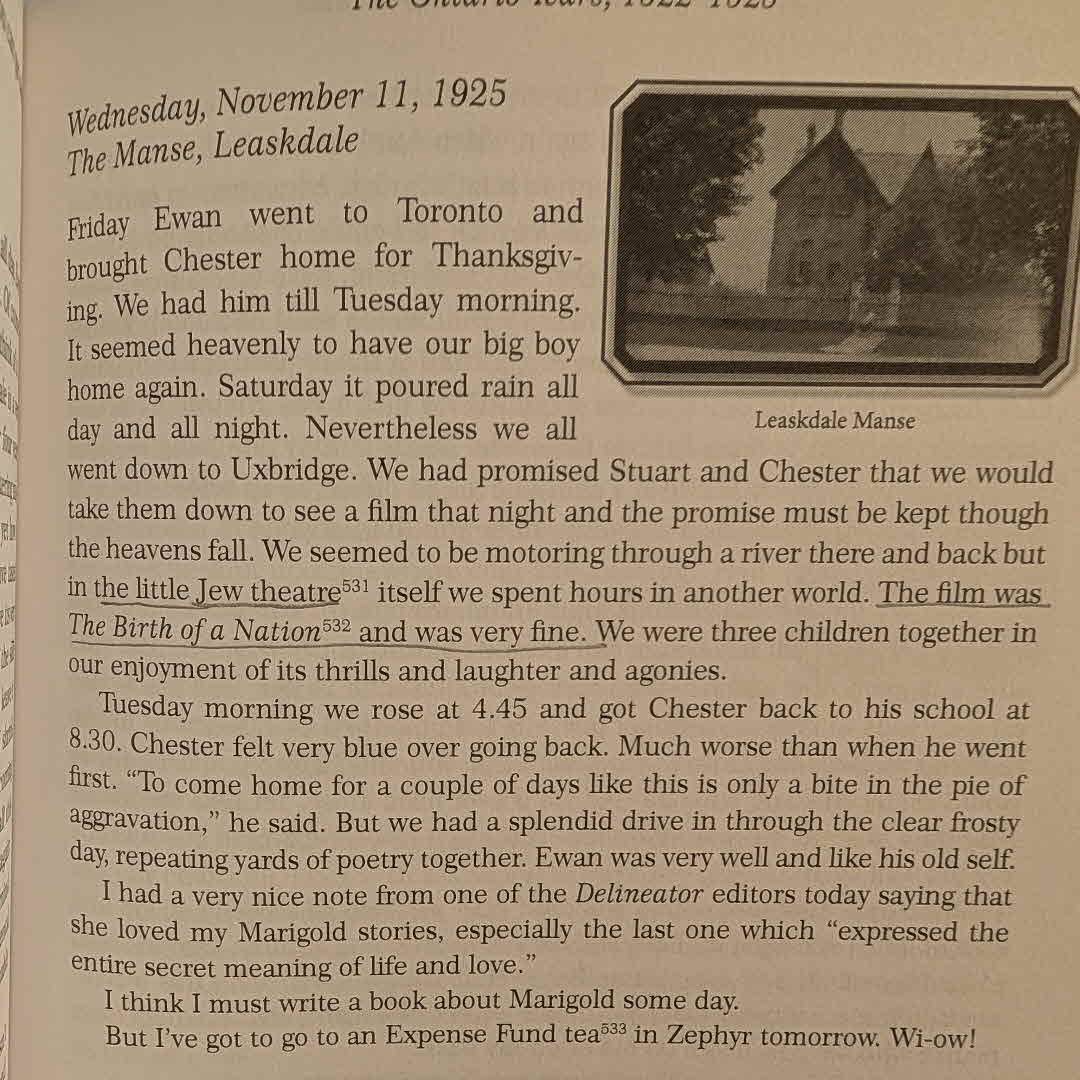 The Ontario Years, 1922–1925
Wednesday, November 11, 1925
The Manse, Leaskdale
Friday Ewan went to Toronto and
brought Chester home for Thanksgiv-
ing. We had him till Tuesday morning.
It seemed heavenly to have our big boy
home again. Saturday it poured rain all
day and all night. Nevertheless we all
Leaskdale Manse
went down to Uxbridge. We had promised Stuart and Chester that we would
take them down to see a film that night and the promise must be kept though
the heavens fall. We seemed to be motoring through a river there and back but
in the little Jew theatre531 itself we spent hours in another world. The film was
The Birth of a Nation532 and was very fine. We were three children together in
our enjoyment of its thrills and laughter and agonies.
Tuesday morning we rose at 4.45 and got Chester back to his school at
8.30. Chester felt very blue over going back. Much worse than when he went
first. “To come home for a couple of days like this is only a bite in the pie of
aggravation,” he said. But we had a splendid drive in through the clear frosty
day, repeating yards of poetry together. Ewan was very well and like his old self.
I had a very nice note from one of the Delineator editors today saying that
she loved my Marigold stories, especially the last one which “expressed the
entire secret meaning of life and love.”
I think I must write a book about Marigold some day.
But I’ve got to go to an Expense Fund tea533 in Zephyr tomorrow. Wi-ow!